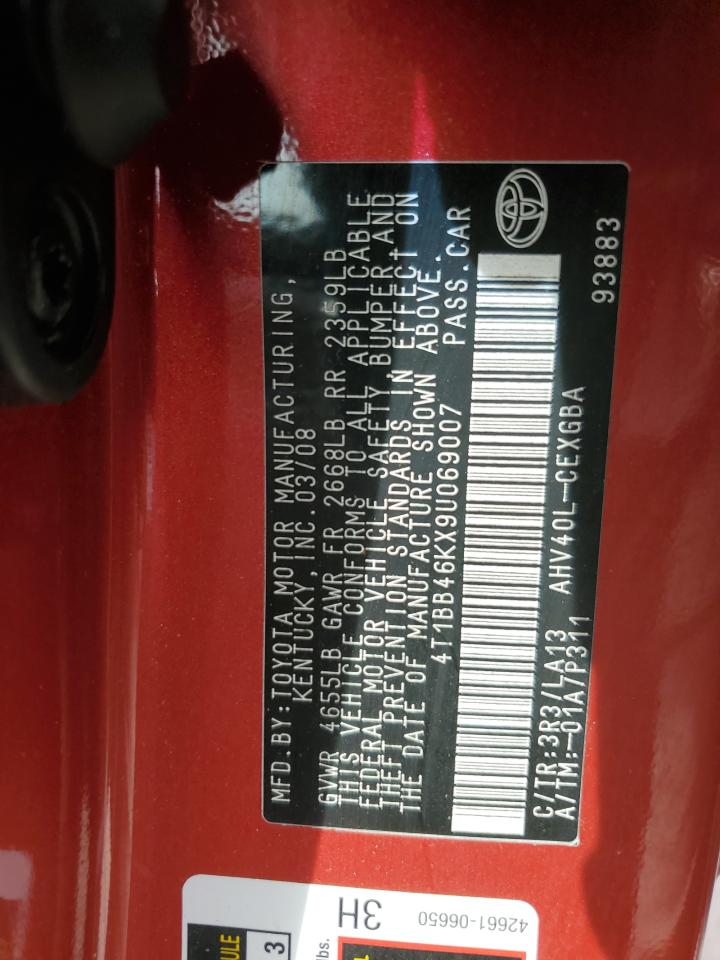 MFD.BY:TOYOTA MOTOR MANUFACTURING,
KENTUCKY,INC.03/08
GVWR 4655LB GAWR FR 2668LB RR 2359LB
THIS VEHICLE CONFORMS TO ALL APPLICABLE
FEDERAL MOTOR VEHICLE SAFETY, BUMPER,AND
THEFT PREVENTION STANDARDS IN EFFECT ON
THE DATE OF MANUFACTURE SHOWN ABOVE.
4T1BB46KX9U069007 PASS.CAR
C/TR:3R3/LA13 AHV40L-CEXGBA
A/TM:-01A7P311
93883
3H
42661-06650
lbs.
3